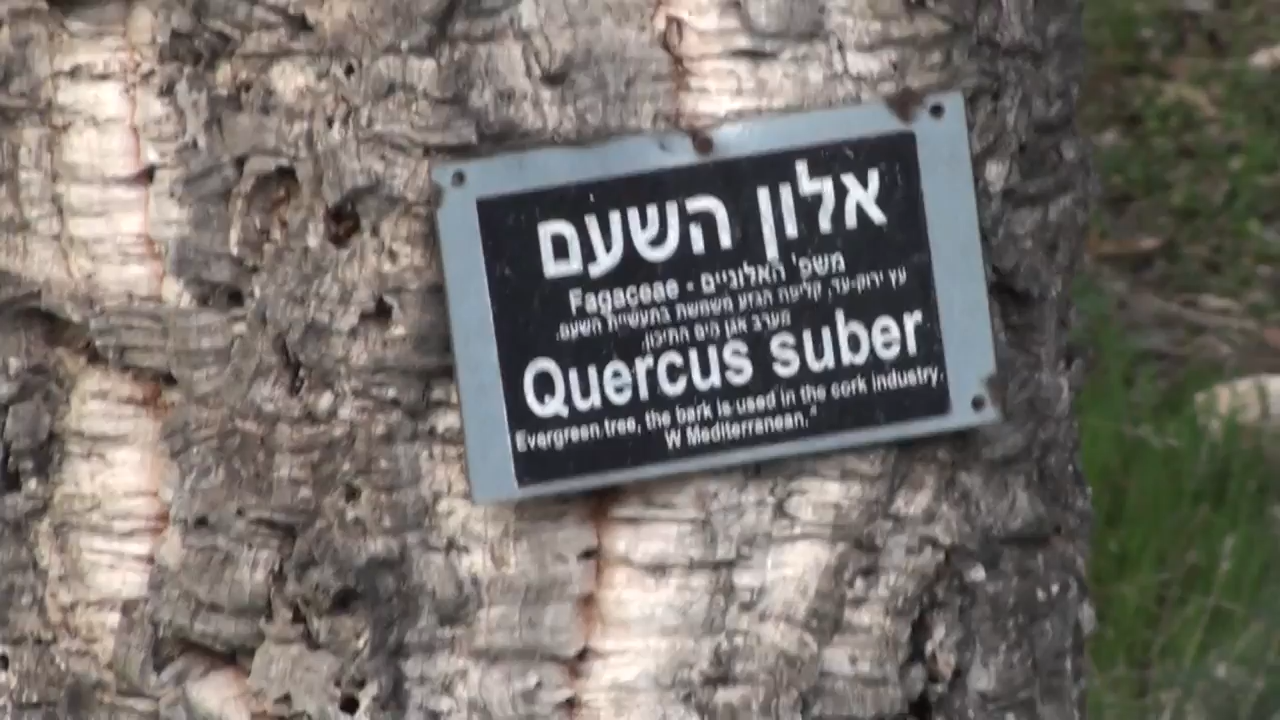 אלון השעם
משפ' האלוניים - Fagaceae
עץ ירוק-עד, קליפת הגזע משמשת בתעשיית השעם.
מערב אגן הים התיכון.
Quercus suber
Evergreen tree, the bark is used in the cork industry.
W Mediterranean."